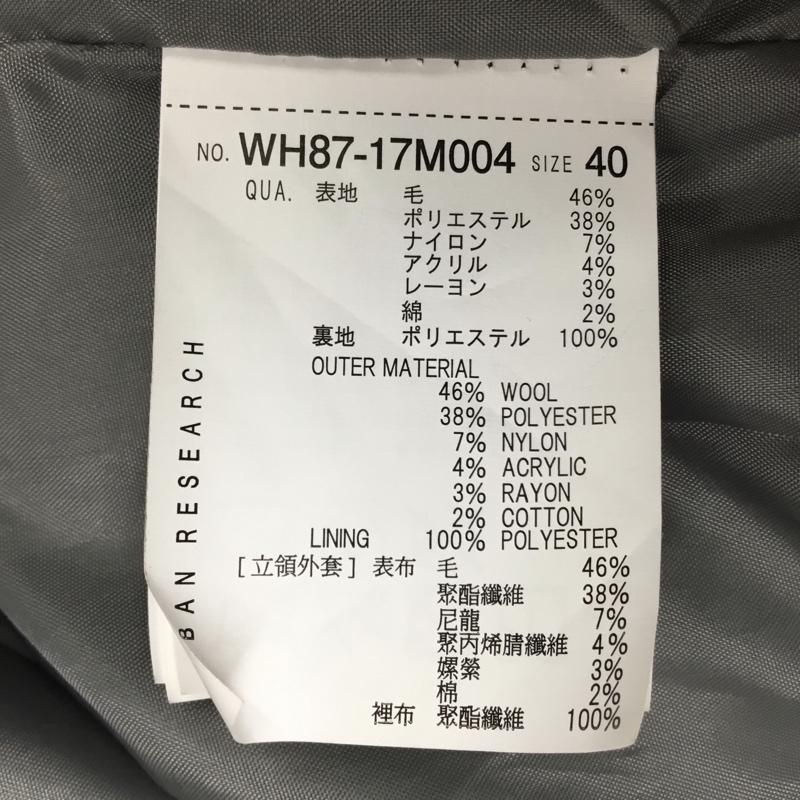 NO. WH87-17M004 SIZE 40
QUA. 表地 毛 46%
ポリエステル 38%
ナイロン 7%
アクリル 4%
レーヨン 3%
綿 2%
裏地 ポリエステル 100%
OUTER MATERIAL
46% WOOL
38% POLYESTER
7% NYLON
4% ACRYLIC
3% RAYON
2% COTTON
LINING 100% POLYESTER
[立領外套] 表布 毛 46%
聚酯纖維 38%
尼龍 7%
聚丙烯腈纖維 4%
嫘縈 3%
棉 2%
裡布 聚酯纖維 100%
BAN RESEARCH